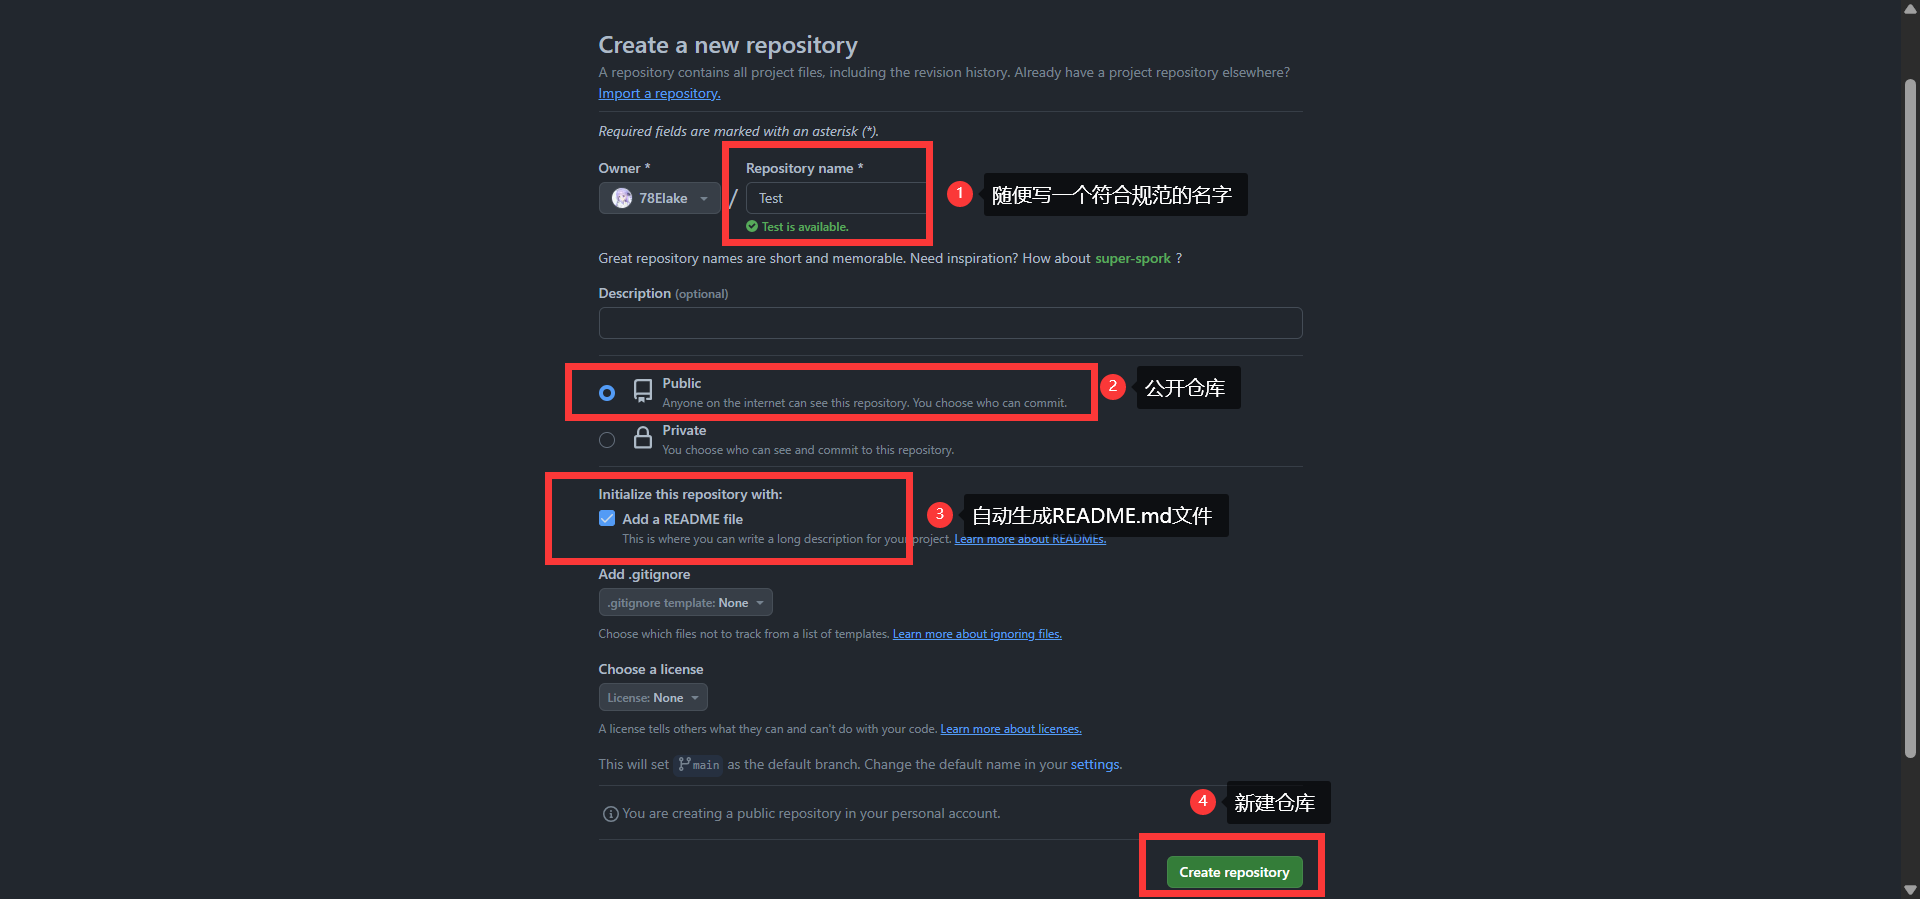 Create a new repository
A repository contains all project files, including the revision history. Already have a project repository elsewhere?
Import a repository.
Required fields are marked with an asterisk (*).
Owner *
Repository name *
78Elake
/
Test
Test is available.
1
随便写一个符合规范的名字
Great repository names are short and memorable. Need inspiration? How about super-spork ?
Description (optional)
Public
Anyone on the internet can see this repository. You choose who can commit.
2
公开仓库
Private
You choose who can see and commit to this repository.
Initialize this repository with:
Add a README file
3
自动生成README.md文件
This is where you can write a long description for your project. Learn more about READMEs.
Add .gitignore
.gitignore template: None
Choose which files not to track from a list of templates. Learn more about ignoring files.
Choose a license
License: None
A license tells others what they can and can't do with your code. Learn more about licenses.
This will set main as the default branch. Change the default name in your settings.
4
新建仓库
You are creating a public repository in your personal account.
Create repository